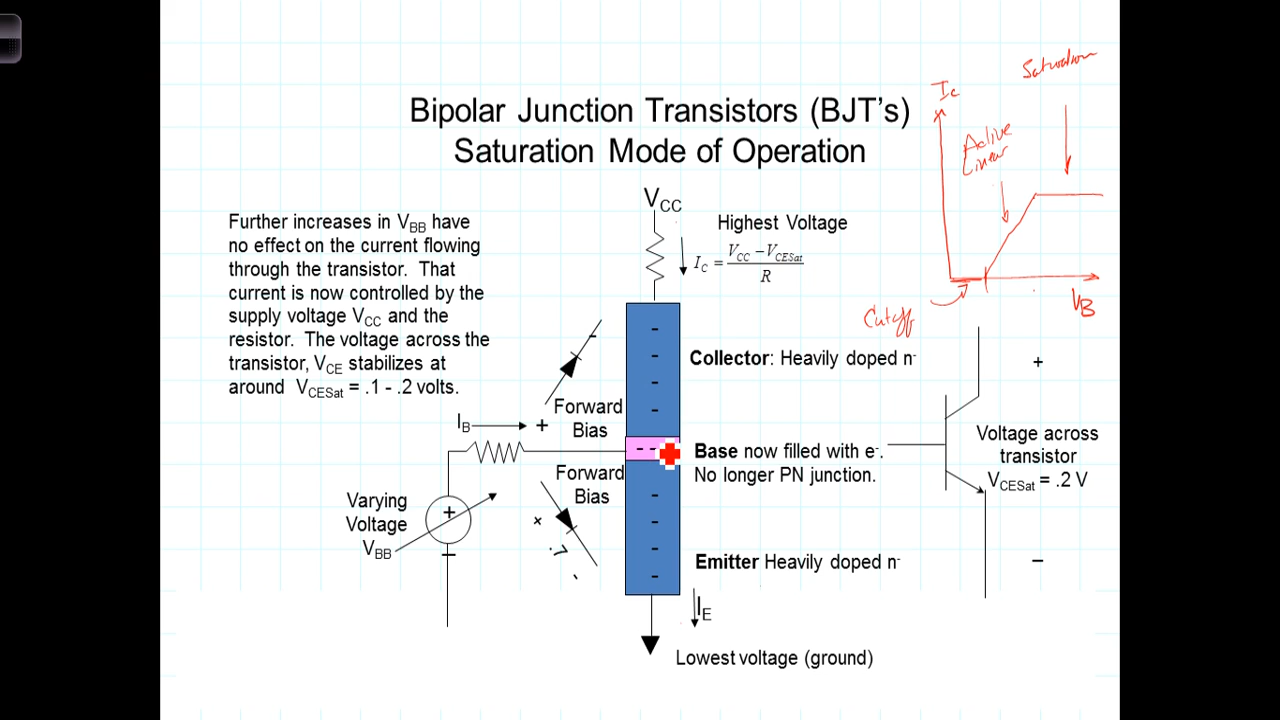 Bipolar Junction Transistors (BJT's)
Saturation Mode of Operation
Further increases in VBB have
no effect on the current flowing
through the transistor. That
current is now controlled by the
supply voltage VCC and the
resistor. The voltage across the
transistor, VCE stabilizes at
around VCESat = .1 - .2 volts.
VCC
Highest Voltage
IC = VCC – VCESat / R
Ic
Active
Linear
Saturation
VB
Cutoff
Collector: Heavily doped n-
-
-
-
-
-
Forward
Bias
IB
+
- -
Base now filled with e-.
No longer PN junction.
Forward
Bias
+ .7 -
Varying
Voltage
VBB
+
-
-
-
-
-
Emitter Heavily doped n-
IE
Lowest voltage (ground)
+
Voltage across
transistor
VCESat = .2 V
–